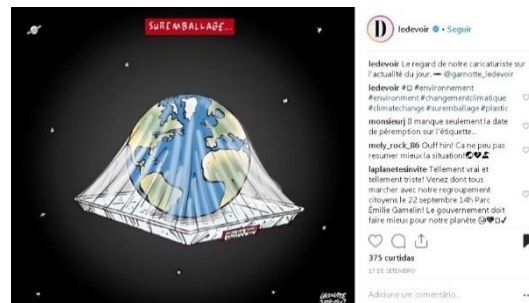 SUREMBALLAGE...
GARNOTTE
ledevoir • Seguir
ledevoir Le regard de notre caricaturiste sur
l'actualité du jour. ✏️ @garnotte_ledevoir
ledevoir #□ #environnement
#environment #changementclimatique
#climatechange #suremballage #plastic
monsieurj Il manque seulement la date
de péremption sur l'étiquette...
mely_rock_86 Ouff hin! Ca ne peu pas
resumer mieux la situation!
laplanetesinvite Tellement vrai et
tellement triste! Venez dont tous
marcher avec notre regroupement
citoyens le 22 septembre 14h Parc
Émilie Gamelin! Le gouvernement doit
faire mieux pour notre planète
375 curtidas
17 DE SETEMBRO
Adicione um comentário...